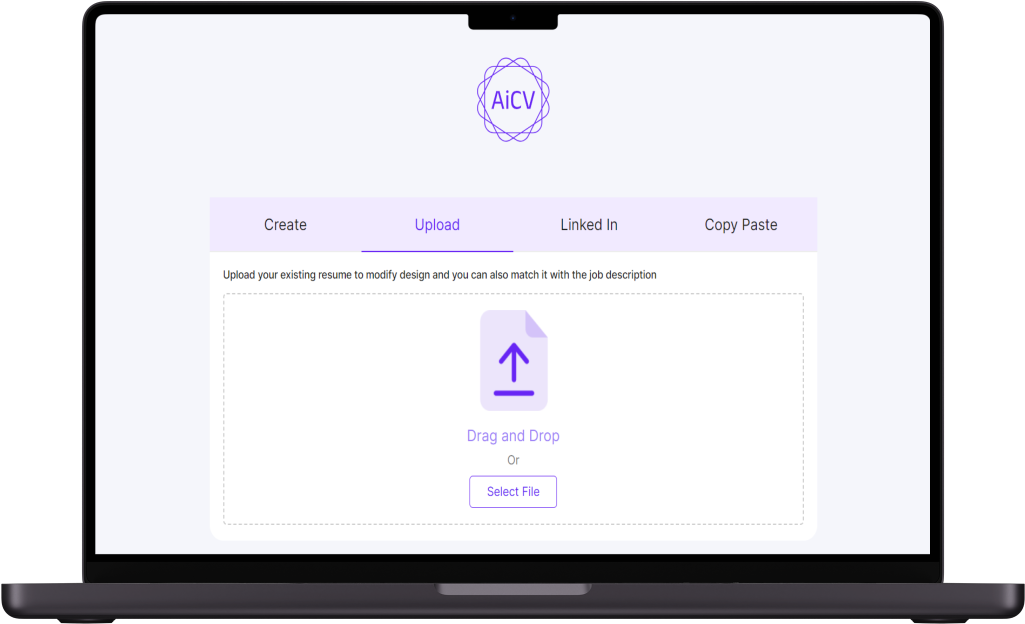 AiCV
Create Upload Linked In Copy Paste
Upload your existing resume to modify design and you can also match it with the job description
Drag and Drop
Or
Select File